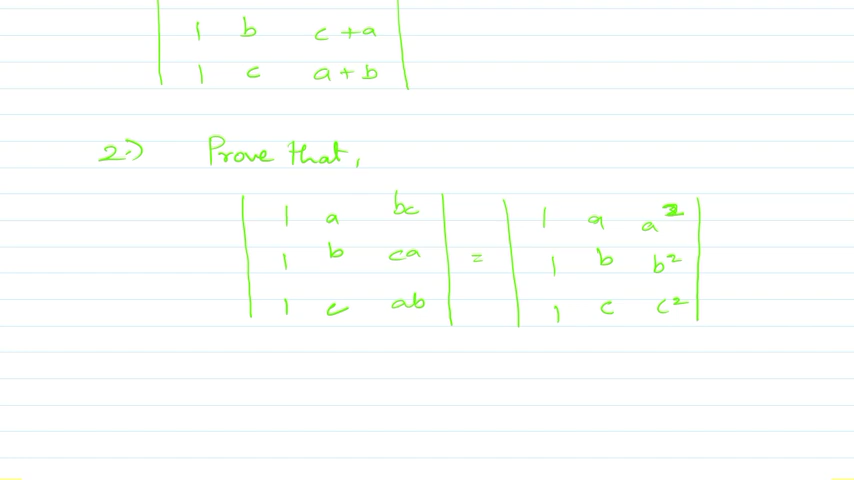 1 b c+a
1 c a+b
2.) Prove that,
| 1 a bc | = | 1 a a² |
| 1 b ca | = | 1 b b² |
| 1 c ab | = | 1 c c² |